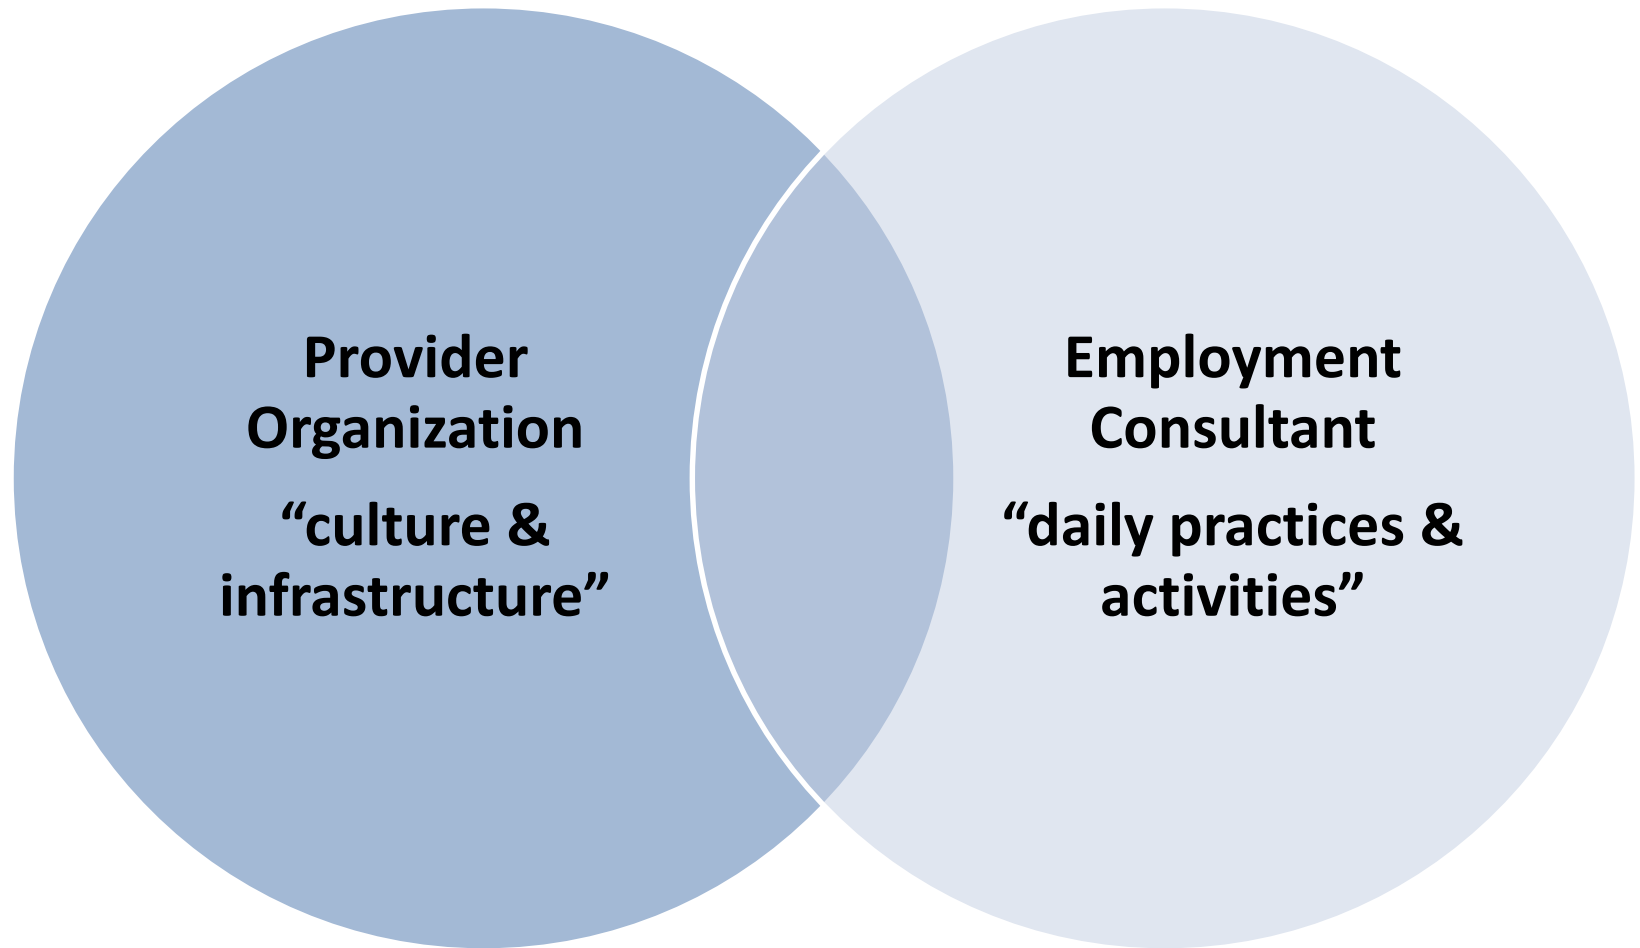 Provider
Organization
“culture &
infrastructure”
Employment
Consultant
“daily practices &
activities”